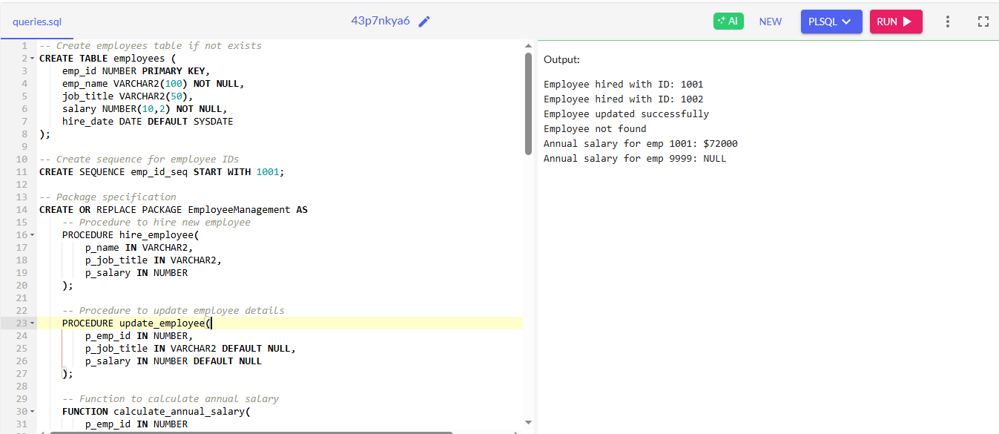 queries.sql
43p7nkya6
AI
NEW
PLSQL
RUN
1 -- Create employees table if not exists
2 CREATE TABLE employees (
3 emp_id NUMBER PRIMARY KEY,
4 emp_name VARCHAR2(100) NOT NULL,
5 job_title VARCHAR2(50),
6 salary NUMBER(10,2) NOT NULL,
7 hire_date DATE DEFAULT SYSDATE
8 );
9
10 -- Create sequence for employee IDs
11 CREATE SEQUENCE emp_id_seq START WITH 1001;
12
13 -- Package specification
14 CREATE OR REPLACE PACKAGE EmployeeManagement AS
15 -- Procedure to hire new employee
16 PROCEDURE hire_employee(
17 p_name IN VARCHAR2,
18 p_job_title IN VARCHAR2,
19 p_salary IN NUMBER
20 );
21
22 -- Procedure to update employee details
23 PROCEDURE update_employee(
24 p_emp_id IN NUMBER,
25 p_job_title IN VARCHAR2 DEFAULT NULL,
26 p_salary IN NUMBER DEFAULT NULL
27 );
28
29 -- Function to calculate annual salary
30 FUNCTION calculate_annual_salary(
31 p_emp_id IN NUMBER
Output:
Employee hired with ID: 1001
Employee hired with ID: 1002
Employee updated successfully
Employee not found
Annual salary for emp 1001: $72000
Annual salary for emp 9999: NULL